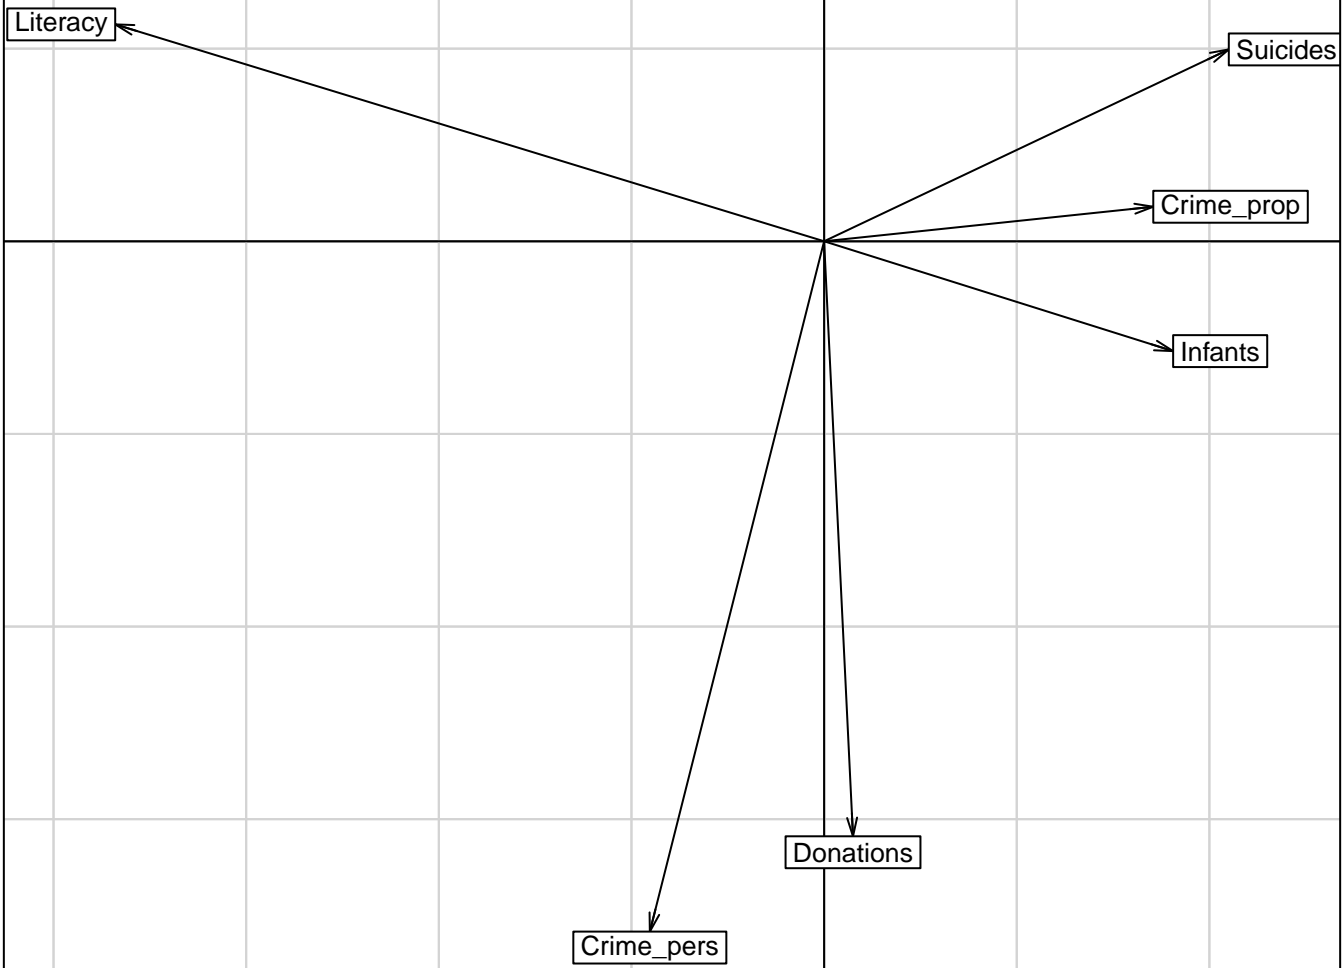 Literacy
Suicides
Crime_prop
Infants
Donations
Crime_pers